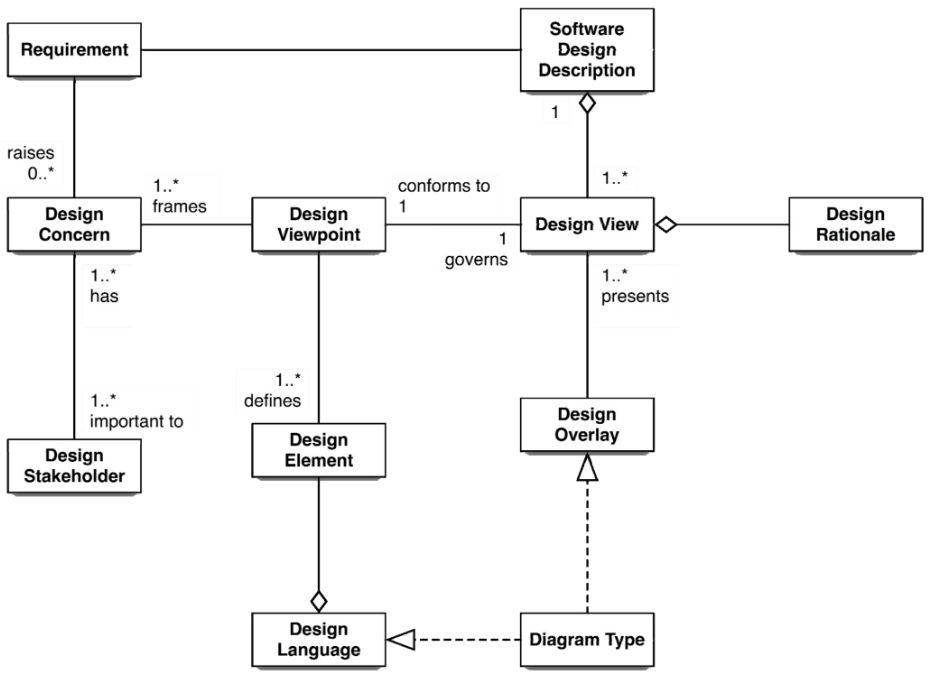 Requirement
Software
Design
Description
1
raises
0..*
1..*
frames
conforms to
1
1..*
Design
Concern
Design
Viewpoint
Design View
Design
Rationale
1
governs
1..*
has
1..*
presents
1..*
defines
1..*
important to
Design
Overlay
Design
Stakeholder
Design
Element
Design
Language
Diagram Type